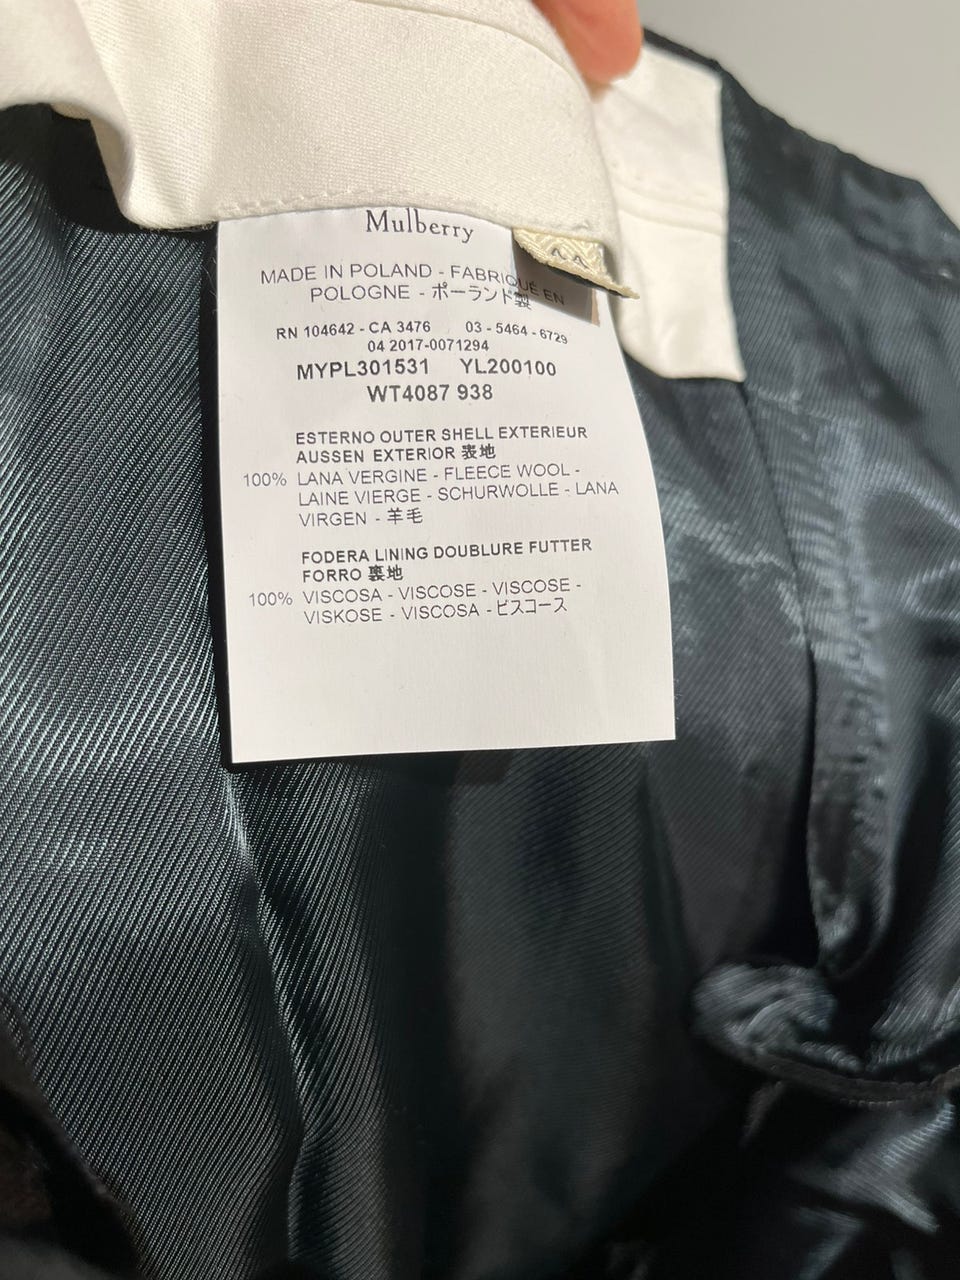 Mulberry
MADE IN POLAND - FABRIQUÉ EN
POLOGNE - ポーランド製
RN 104642 - CA 3476 03 - 5464 - 6729
04 2017-0071294
MYPL301531 YL200100
WT4087 938
ESTERNO OUTER SHELL EXTERIEUR
AUSSEN EXTERIOR 表地
100% LANA VERGINE - FLEECE WOOL -
LAINE VIERGE - SCHURWOLLE - LANA
VIRGEN - 羊毛
FODERA LINING DOUBLURE FUTTER
FORRO 裏地
100% VISCOSA - VISCOSE - VISCOSE -
VISKOSE - VISCOSA - ビスコース